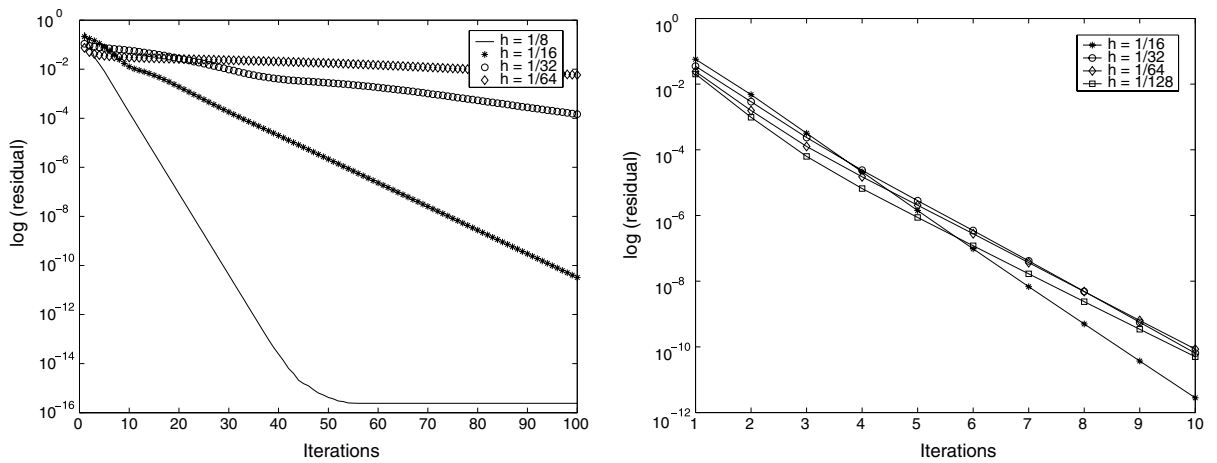 10^0
10^−2
10^−4
10^−6
10^−8
10^−10
10^−12
10^−14
10^−16
log (residual)
h = 1/8
h = 1/16
h = 1/32
h = 1/64
0 10 20 30 40 50 60 70 80 90 100
Iterations
10^0
10^−2
10^−4
10^−6
10^−8
10^−10
10^−12
log (residual)
h = 1/16
h = 1/32
h = 1/64
h = 1/128
1 2 3 4 5 6 7 8 9 10
Iterations